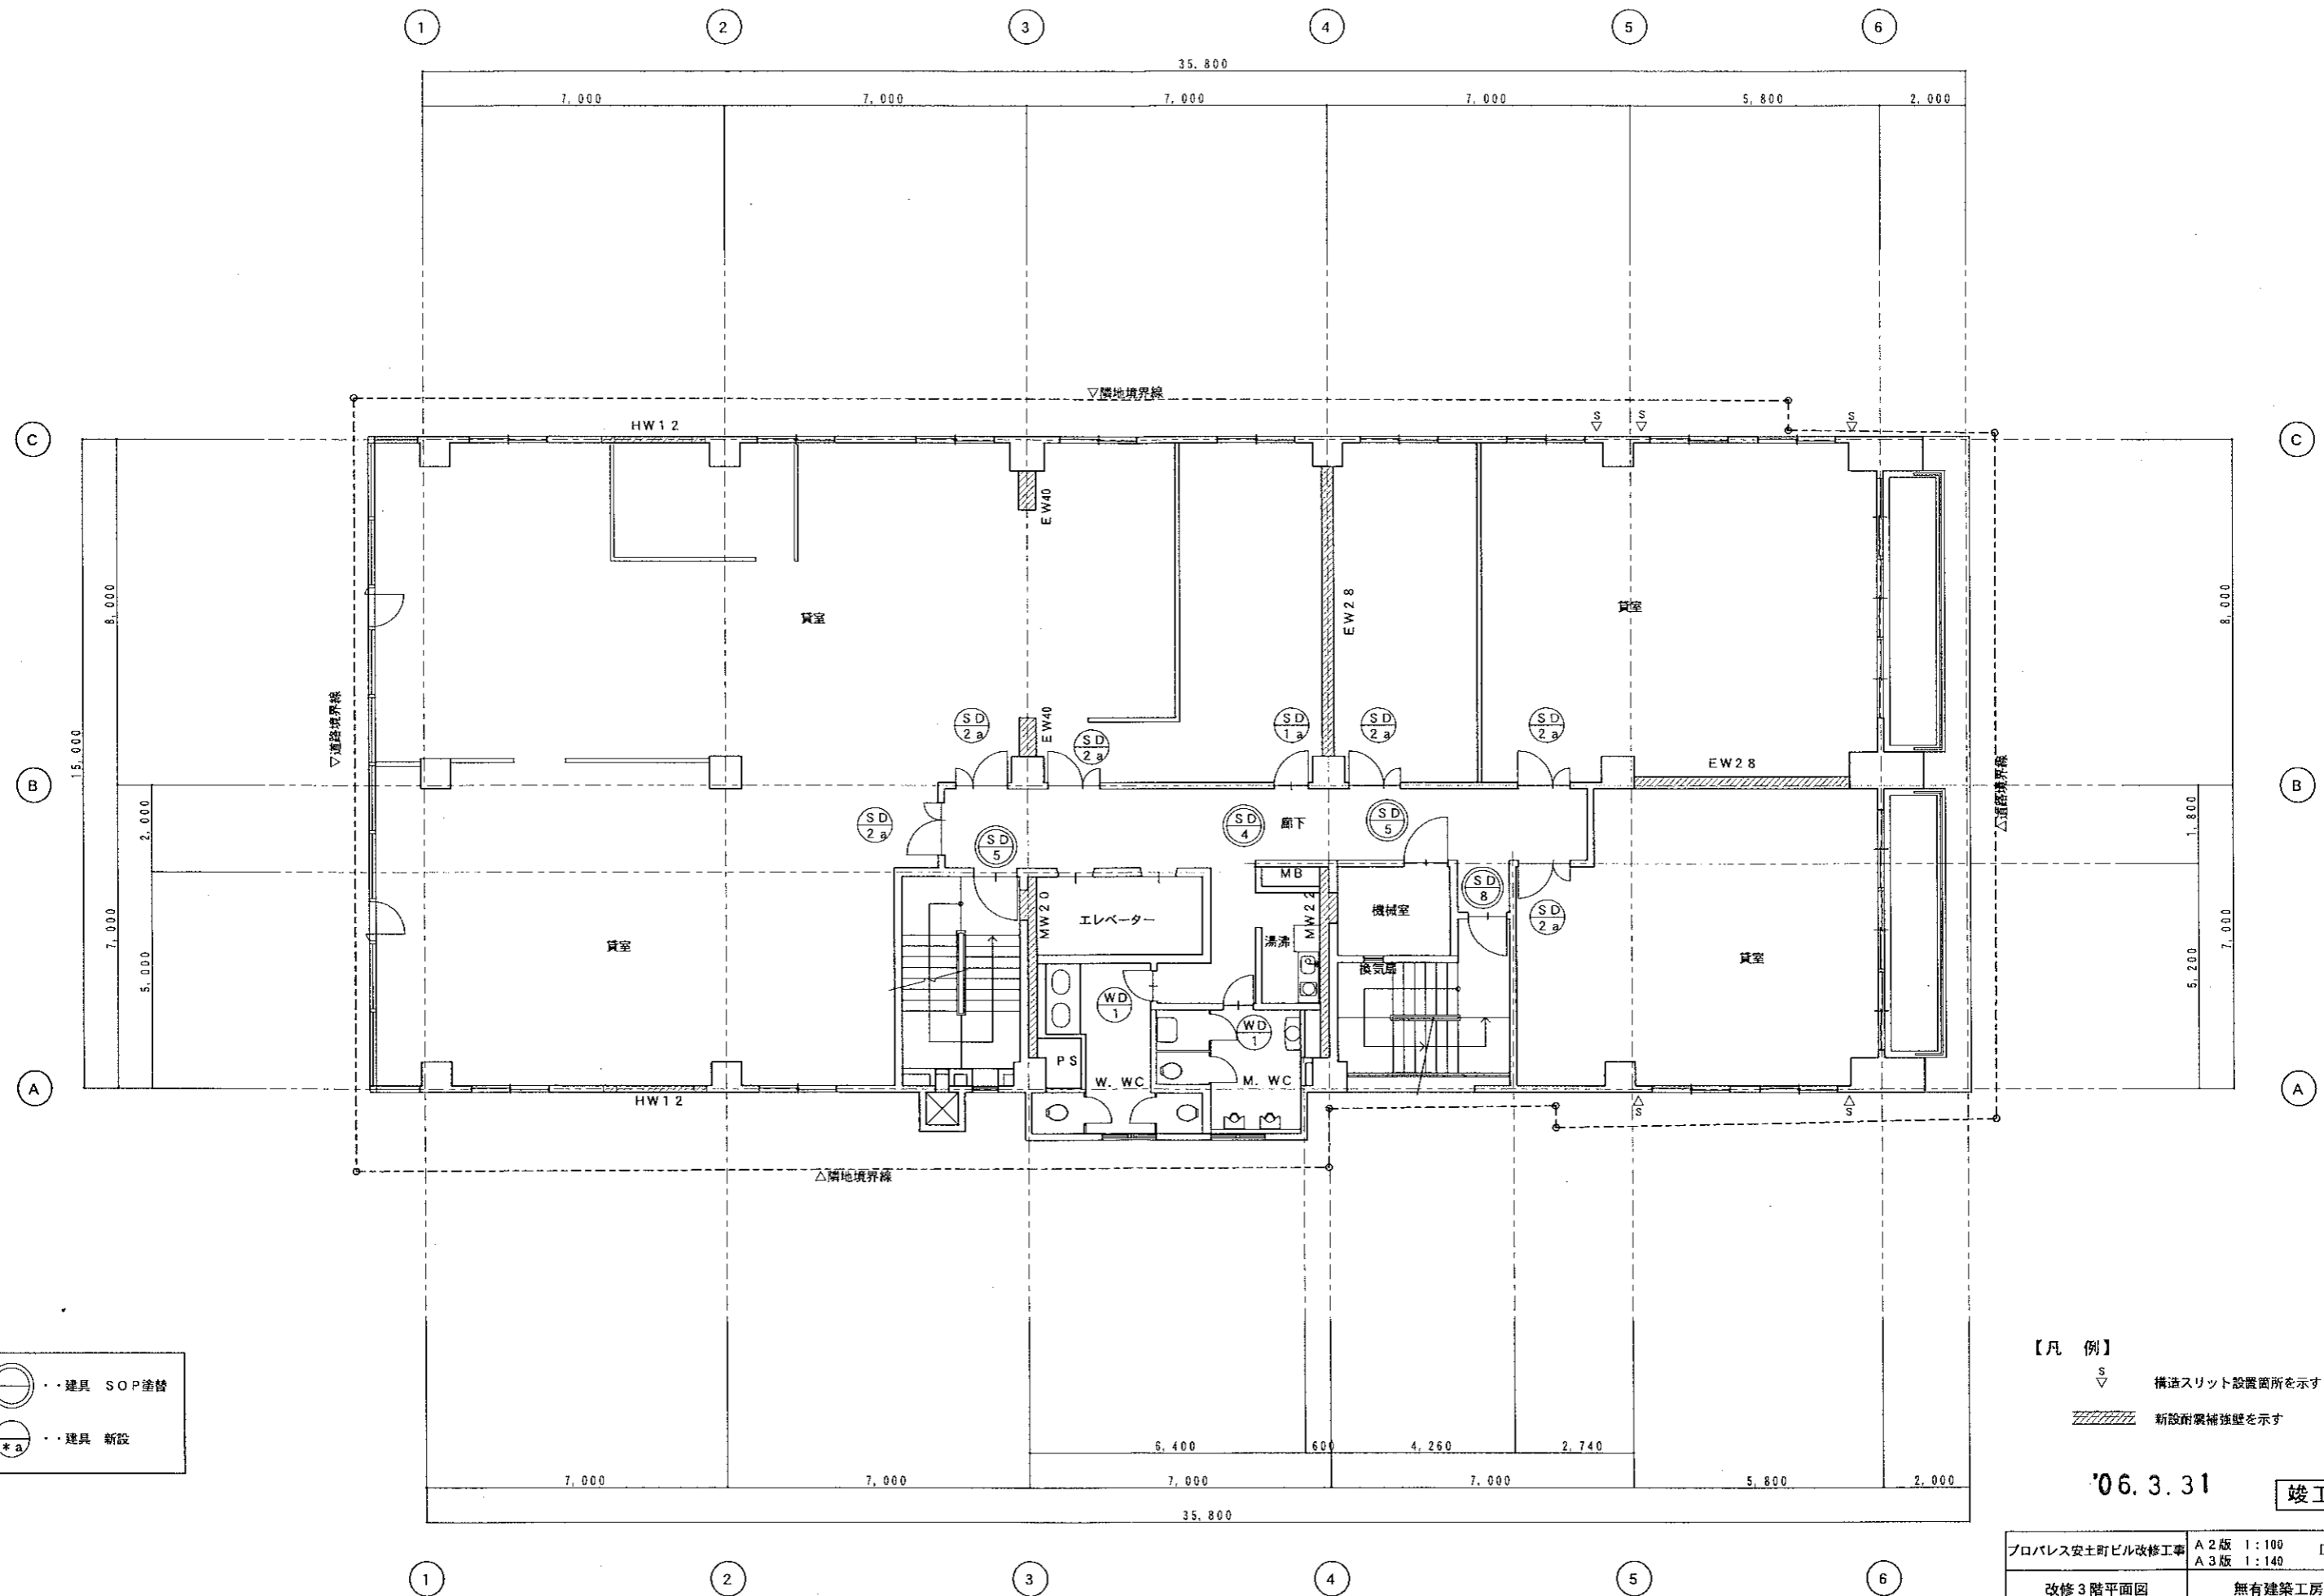 1 2 3 4 5 6
35,800
7,000 7,000 7,000 7,000 5,800 2,000
▽隣地境界線
S S S
C HW12 C
EW40
8,000 EW28 8,000
貸室 貸室
▽道路境界線
15,000
SD 2a EW40 SD 2a SD 1a SD 2a SD 2a
EW28
△道路境界線
B B
2,000 SD 2a SD 5 SD 4 廊下 SD 5 1,800
MB SD 8
MW20 エレベーター MW22 機械室 SD 2a
7,000 貸室 湯沸 貸室 7,000
5,000 換気扇 5,200
WD 1 WD 1
PS W.WC M.WC
A HW12 S S A
△隣地境界線
・・建具 SOP塗替
*a ・・建具 新設
【凡 例】
S ▽ 構造スリット設置箇所を示す
新設耐震補強壁を示す
6,400 600 4,260 2,740
7,000 7,000 7,000 7,000 5,800 2,000
35,800
'06.3.31
竣工
プロパレス安土町ビル改修工事 A2版 1:100
A3版 1:140
改修3階平面図 無有建築工房
1 2 3 4 5 6